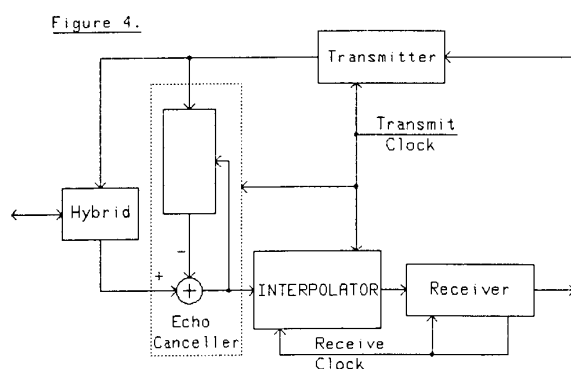 Figure 4.
Transmitter
Transmit
Clock
Hybrid
−
+
+
INTERPOLATOR
Receiver
Echo
Canceller
Receive
Clock